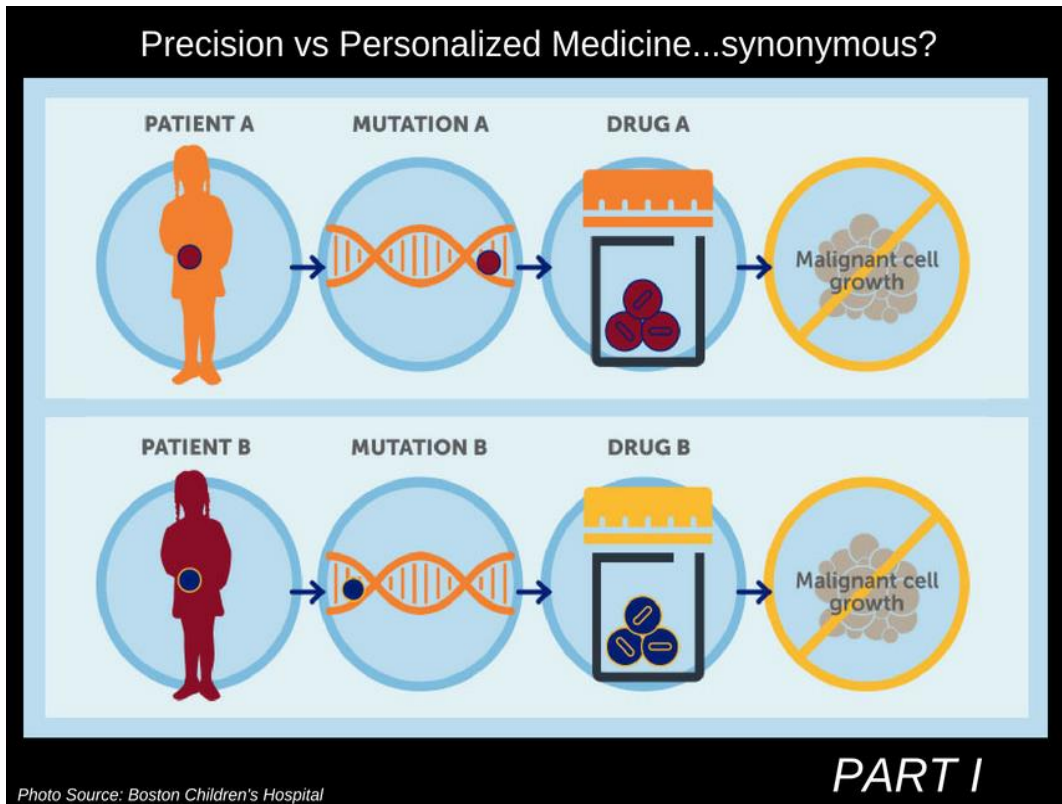 Precision vs Personalized Medicine...synonymous?
PATIENT A
MUTATION A
DRUG A
Malignant cell
growth
PATIENT B
MUTATION B
DRUG B
Malignant cell
growth
PART I
Photo Source: Boston Children's Hospital